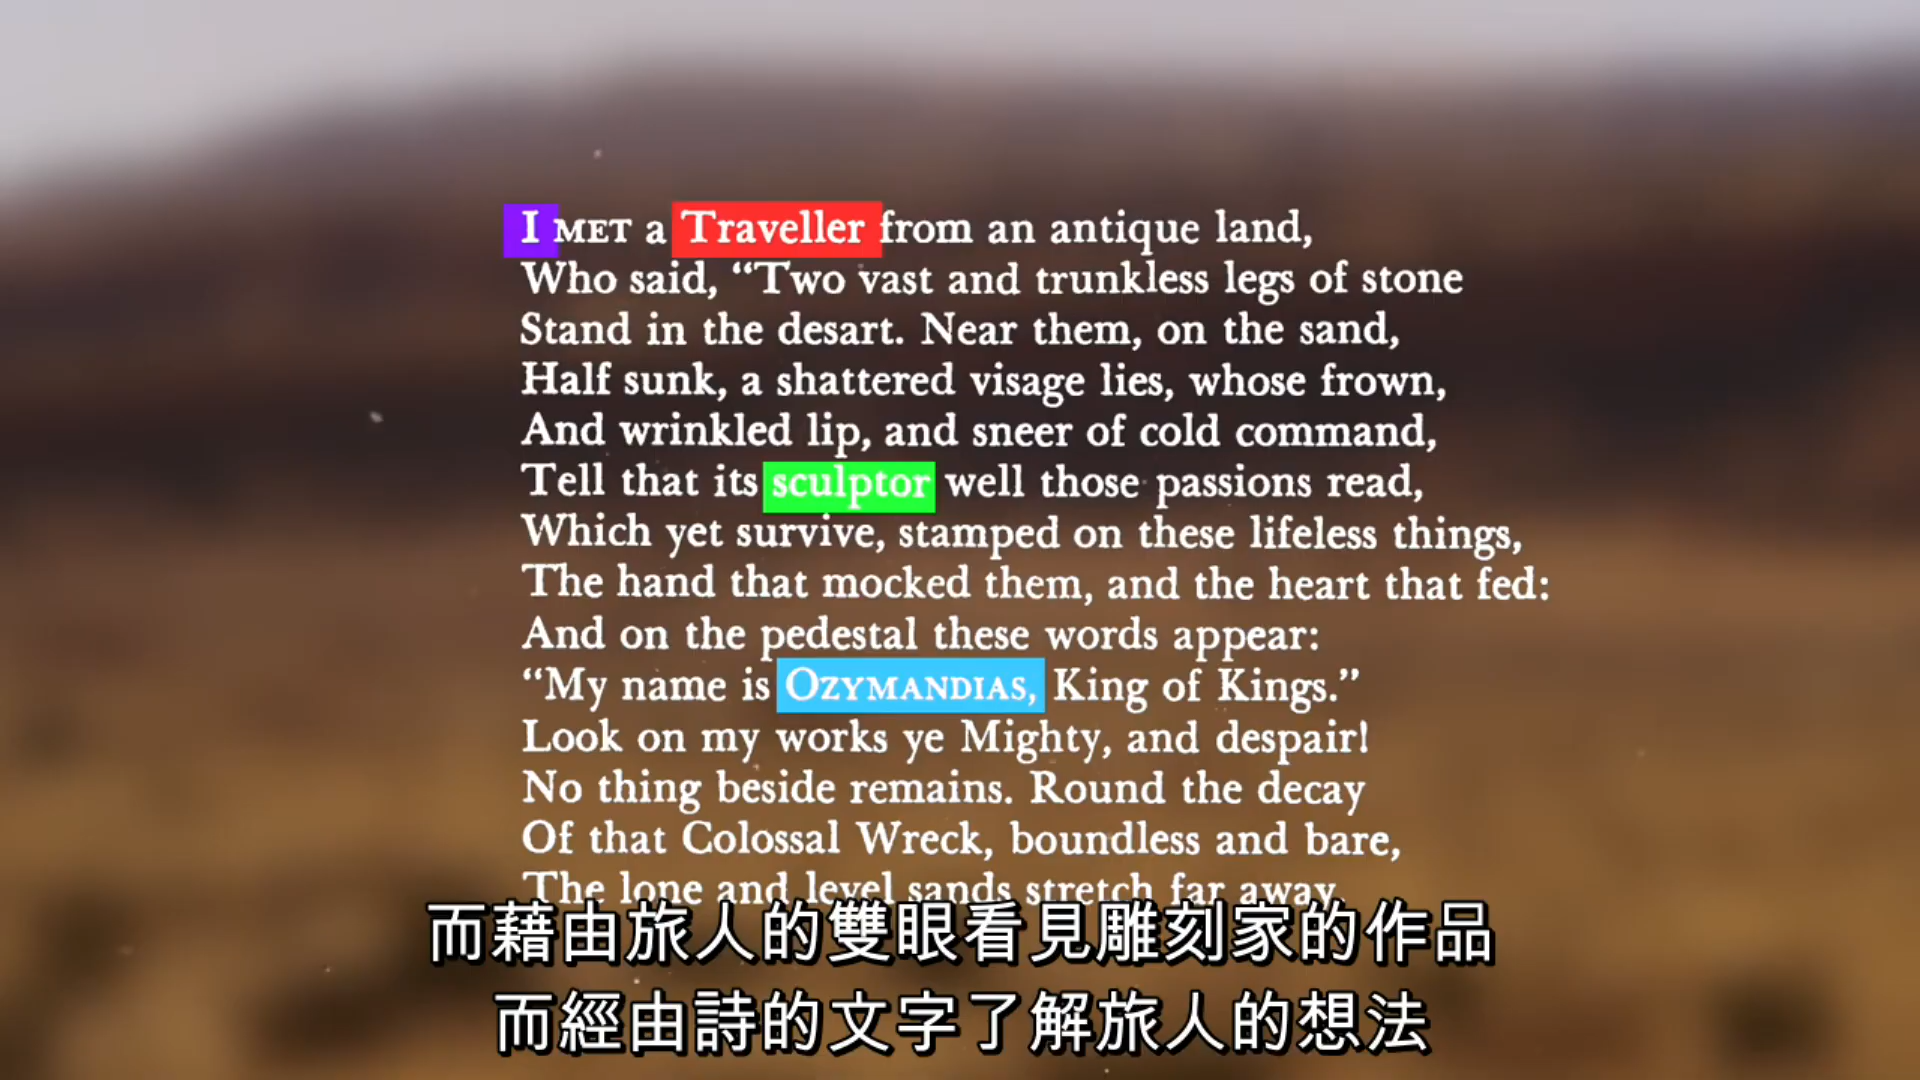 I MET a Traveller from an antique land,
Who said, “Two vast and trunkless legs of stone
Stand in the desart. Near them, on the sand,
Half sunk, a shattered visage lies, whose frown,
And wrinkled lip, and sneer of cold command,
Tell that its sculptor well those passions read,
Which yet survive, stamped on these lifeless things,
The hand that mocked them, and the heart that fed:
And on the pedestal these words appear:
“My name is OZYMANDIAS, King of Kings.”
Look on my works ye Mighty, and despair!
No thing beside remains. Round the decay
Of that Colossal Wreck, boundless and bare,
The lone and level sands stretch far away.
而藉由旅人的雙眼看見雕刻家的作品
而經由詩的文字了解旅人的想法